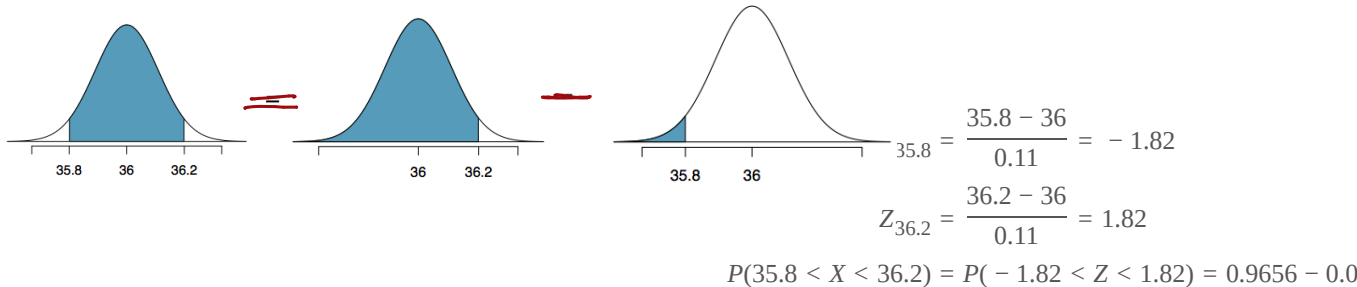 = −
35.8 36 36.2
36 36.2
35.8 36
35.8 = (35.8 − 36) / 0.11 = − 1.82
Z36.2 = (36.2 − 36) / 0.11 = 1.82
P(35.8 < X < 36.2) = P( − 1.82 < Z < 1.82) = 0.9656 − 0.0